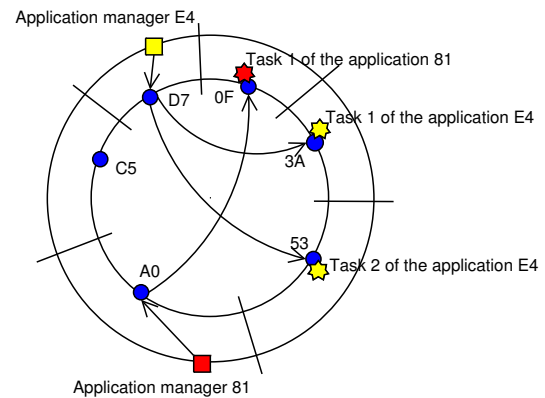 Application manager E4
Task 1 of the application 81
D7
0F
Task 1 of the application E4
3A
C5
53
Task 2 of the application E4
A0
Application manager 81